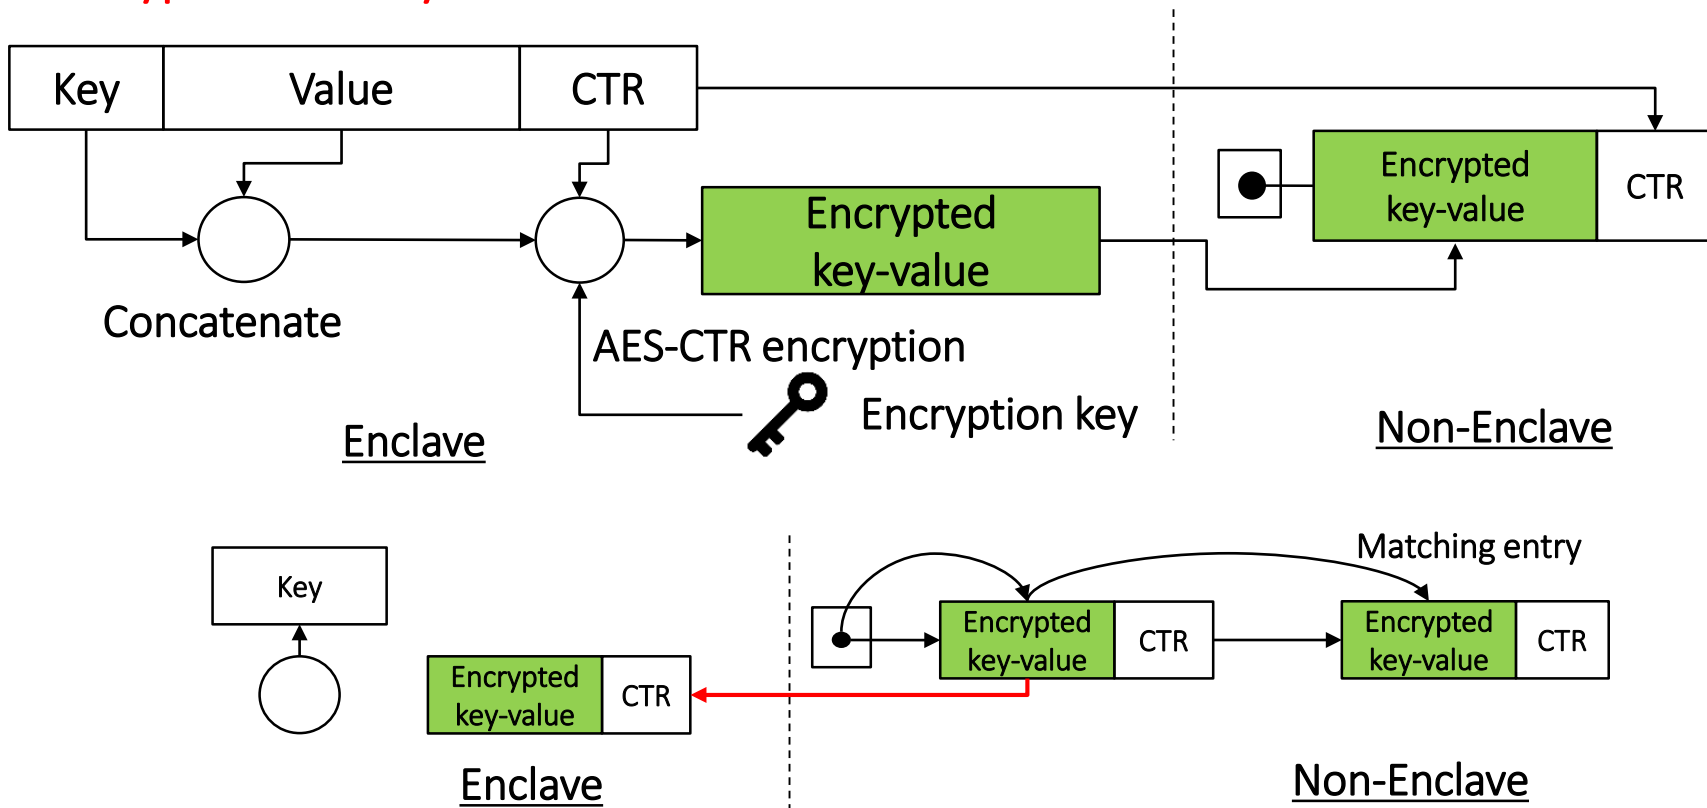 Key
Value
CTR
Encrypted
key-value
CTR
Encrypted
key-value
Concatenate
AES-CTR encryption
Encryption key
Enclave
Non-Enclave
Matching entry
Key
Encrypted
key-value
CTR
Encrypted
key-value
CTR
Encrypted
key-value
CTR
Enclave
Non-Enclave